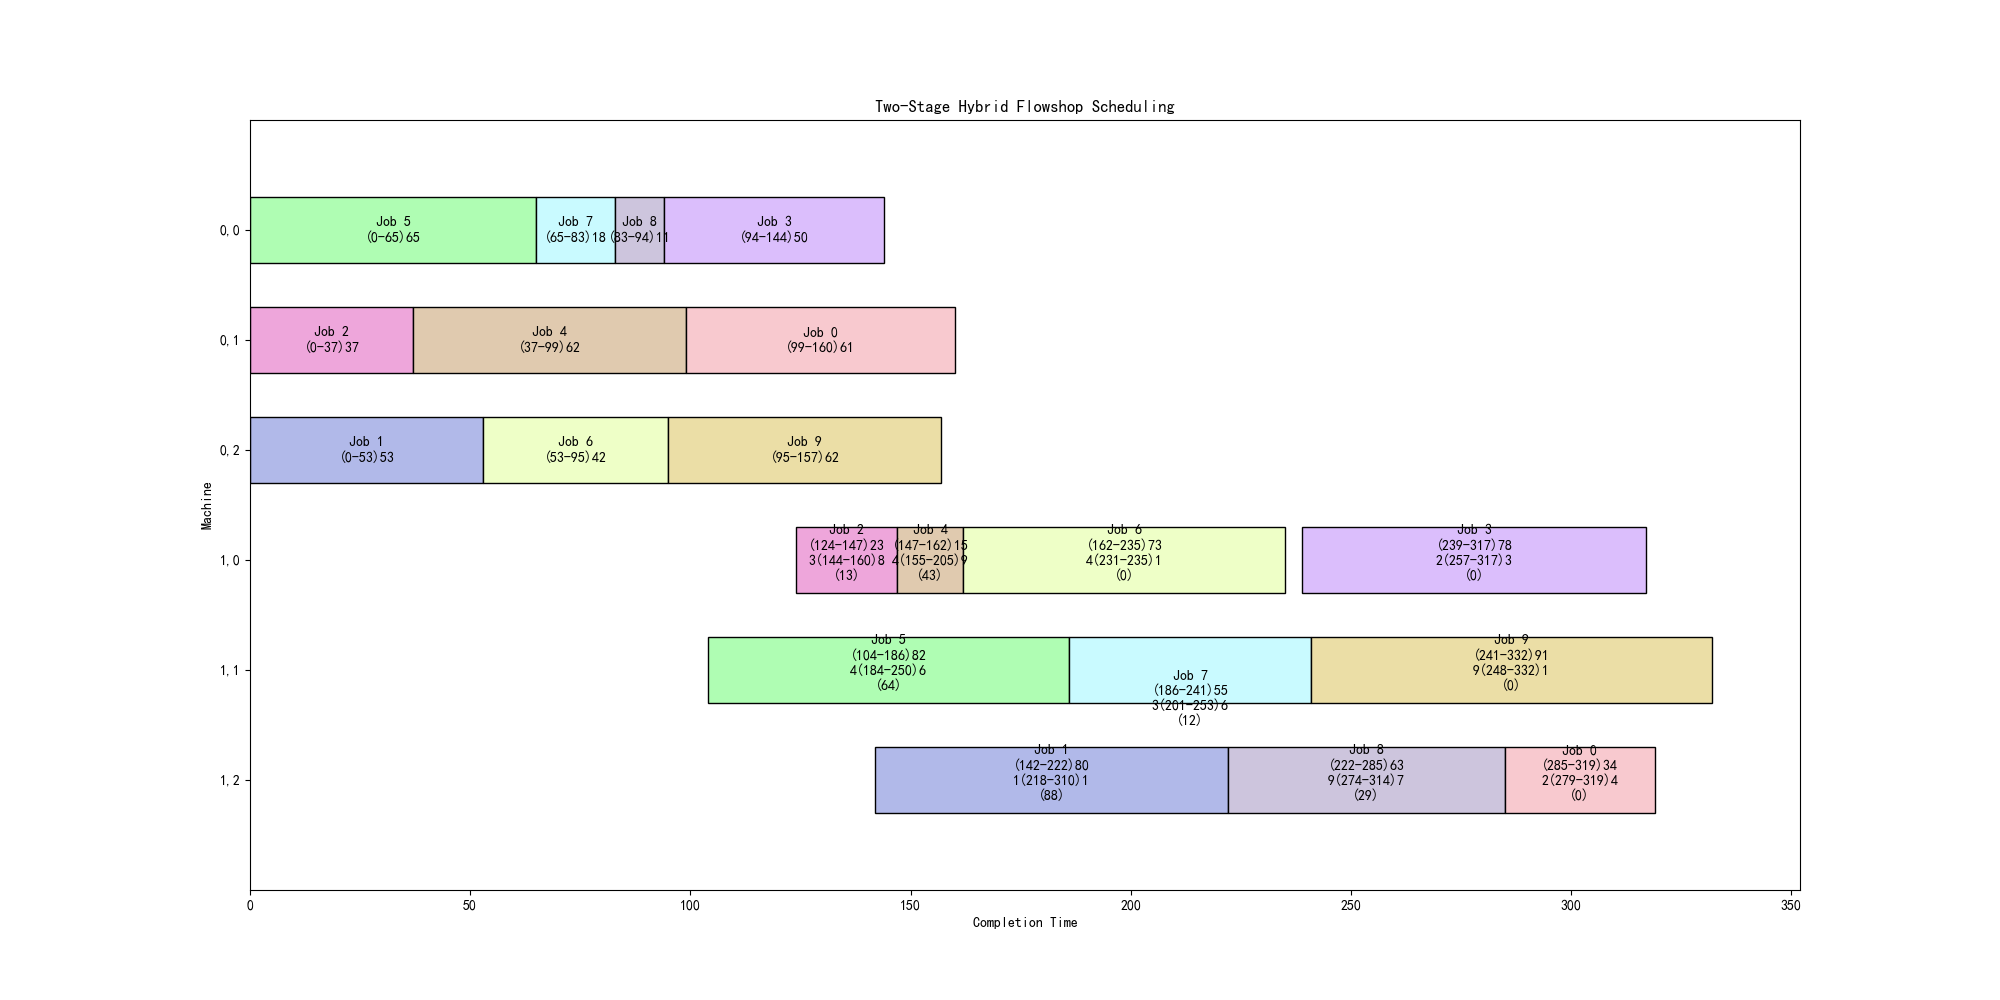 Two-Stage Hybrid Flowshop Scheduling
Machine
0,0
Job 5
(0-65)65
Job 7
(65-83)18
Job 8
(83-94)11
Job 3
(94-144)50
0,1
Job 2
(0-37)37
Job 4
(37-99)62
Job 0
(99-160)61
0,2
Job 1
(0-53)53
Job 6
(53-95)42
Job 9
(95-157)62
1,0
Job 2
(124-147)23
3(144-160)8
(13)
Job 4
(147-162)15
4(155-205)9
(43)
Job 6
(162-235)73
4(231-235)1
(0)
Job 3
(239-317)78
2(257-317)3
(0)
1,1
Job 5
(104-186)82
4(184-250)6
(64)
Job 7
(186-241)55
3(201-253)6
(12)
Job 9
(241-332)91
9(248-332)1
(0)
1,2
Job 1
(142-222)80
1(218-310)1
(88)
Job 8
(222-285)63
9(274-314)7
(29)
Job 0
(285-319)34
2(279-319)4
(0)
0 50 100 150 200 250 300 350
Completion Time